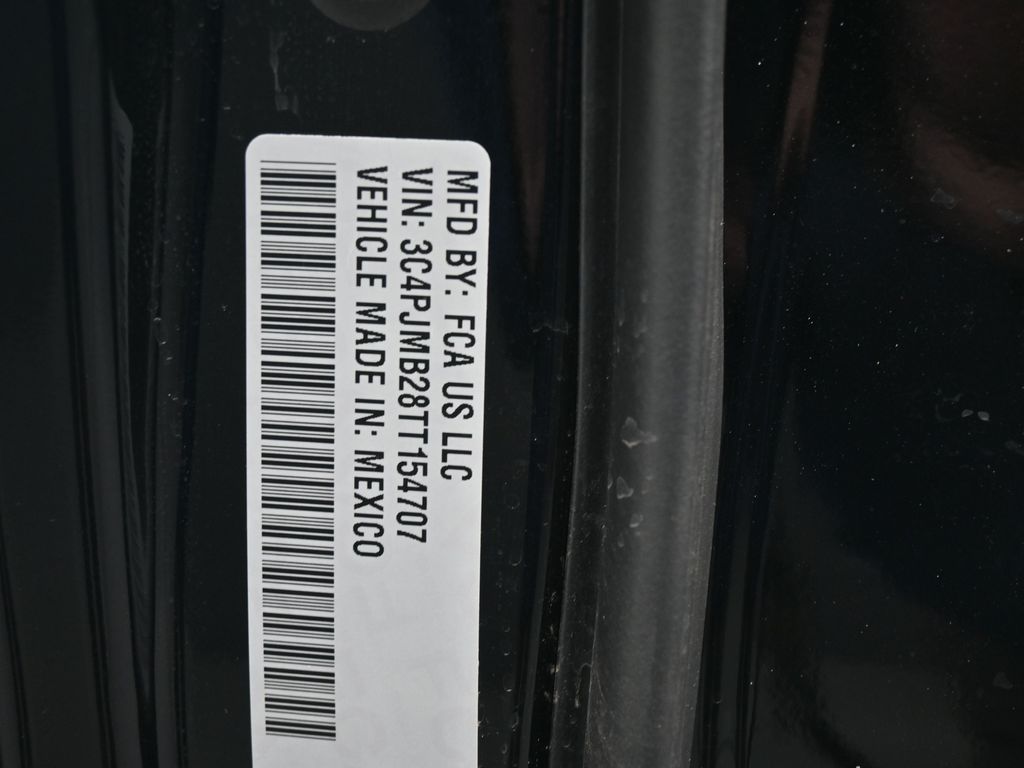 MFD BY: FCA US LLC
VIN: 3C4PJMB28TT154707
VEHICLE MADE IN: MEXICO